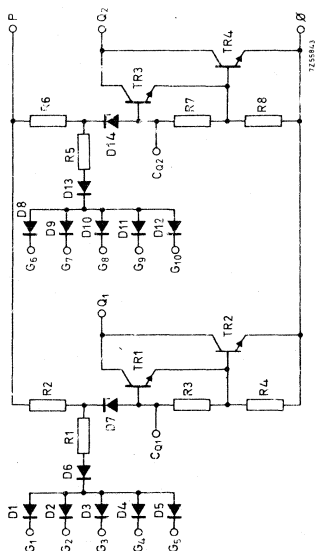 P
Q2
Ø
7Z55843
R6
TR3
TR4
R5
D14
R7
R8
D13
CQ2
D8
D9
D10
D11
D12
G6
G7
G8
G9
G10
Q1
R2
TR1
TR2
R1
D7
R3
R4
D6
CQ1
D1
D2
D3
D4
D5
G1
G2
G3
G4
G5